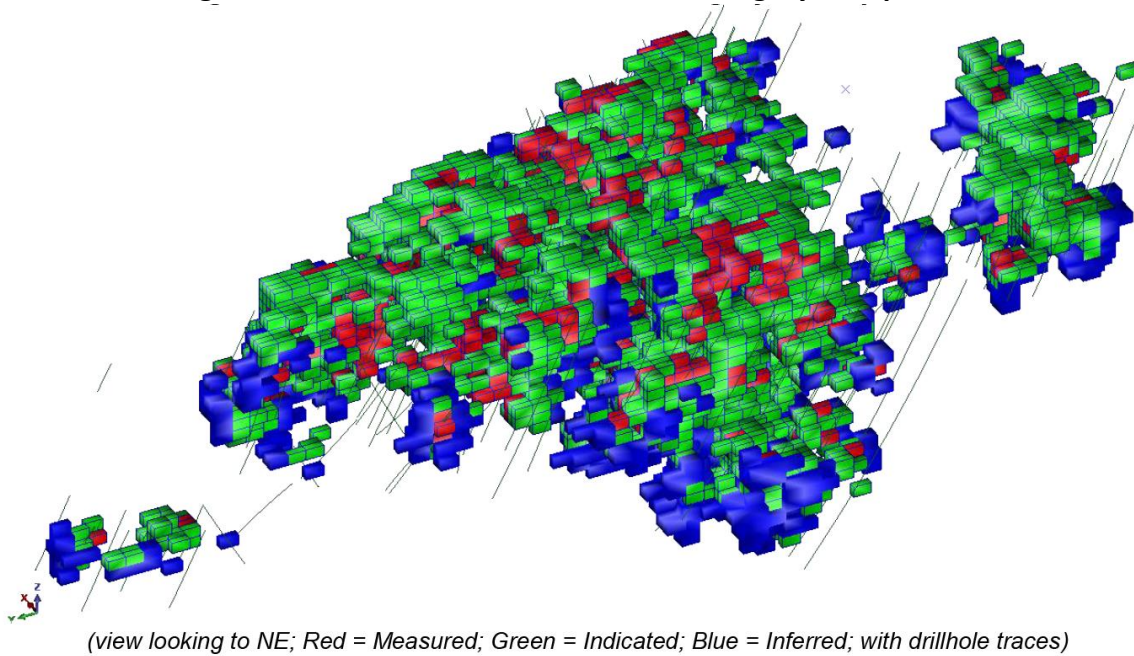 X
Z
Y
(view looking to NE; Red = Measured; Green = Indicated; Blue = Inferred; with drillhole traces)